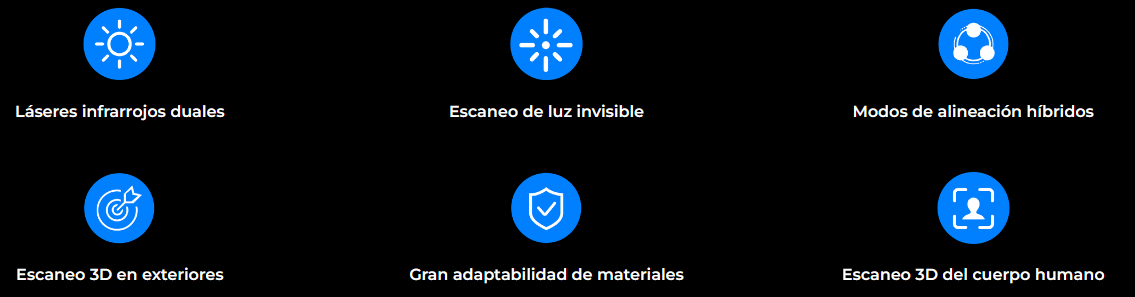 Láseres infrarrojos duales
Escaneo de luz invisible
Modos de alineación híbridos
Escaneo 3D en exteriores
Gran adaptabilidad de materiales
Escaneo 3D del cuerpo humano